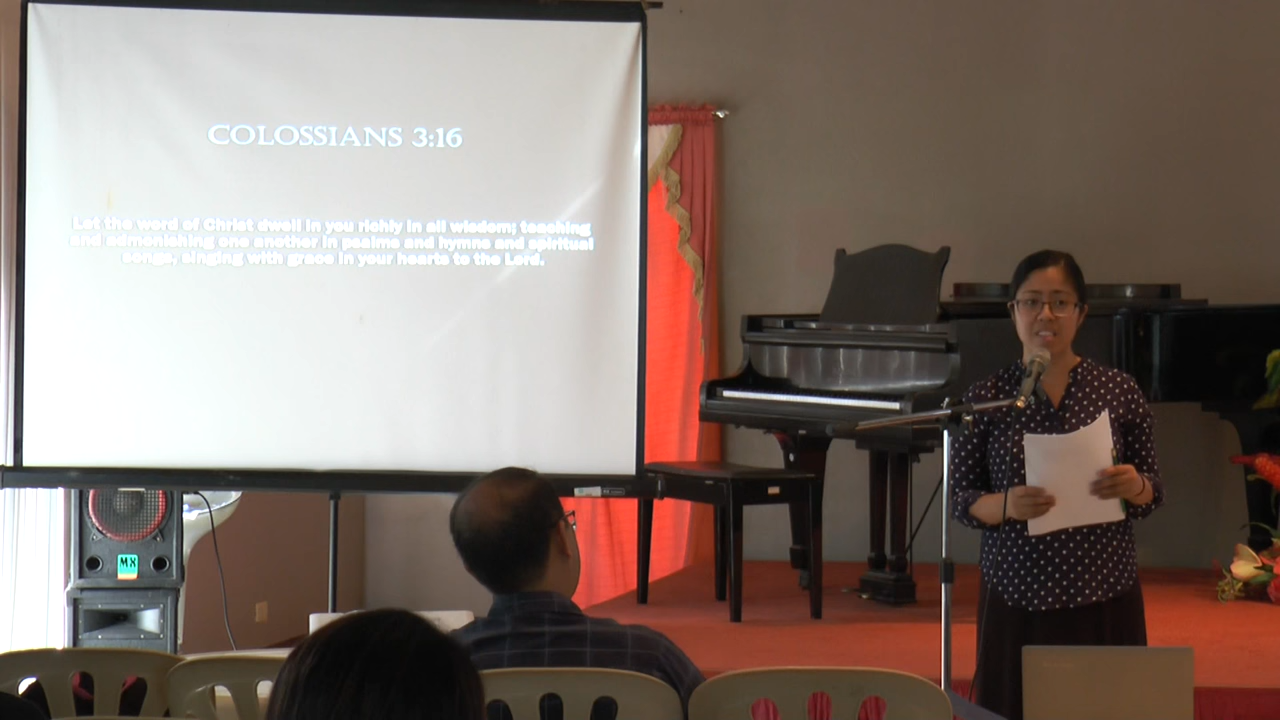 COLOSSIANS 3:16
Let the word of Christ dwell in you richly in all wisdom; teaching
and admonishing one another in psalms and hymns and spiritual
songs, singing with grace in your hearts to the Lord.
MX